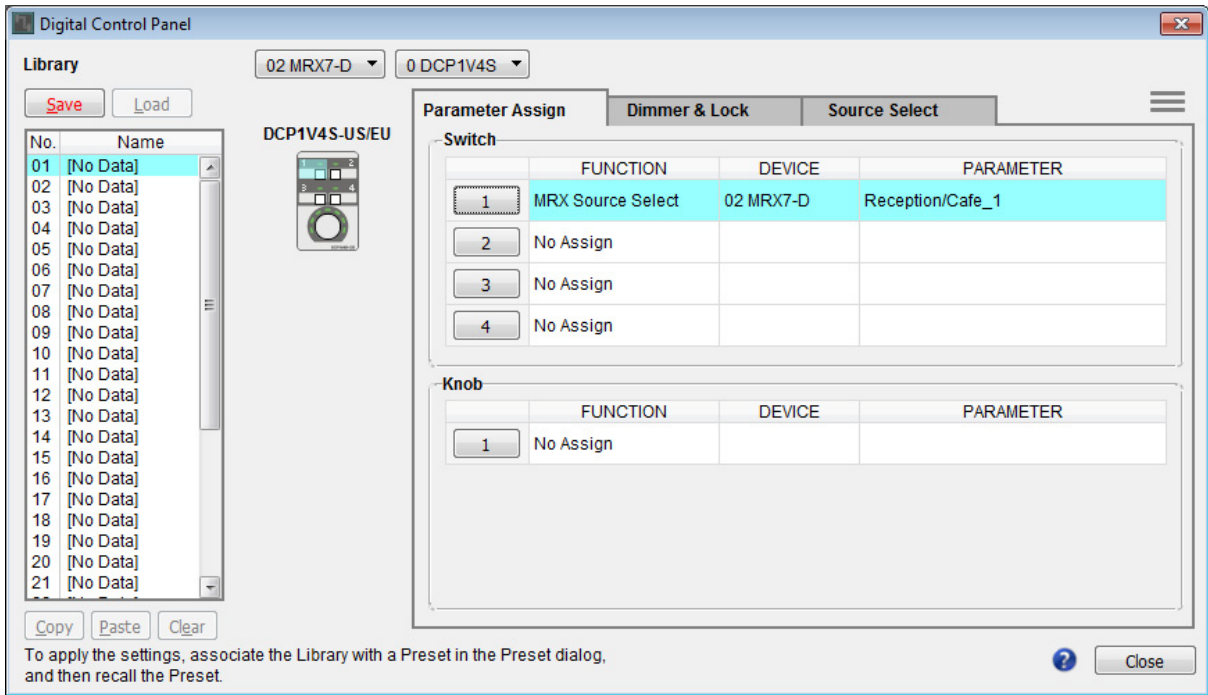 Digital Control Panel
Library
02 MRX7-D
0 DCP1V4S
Save
Load
No. Name
01 [No Data]
02 [No Data]
03 [No Data]
04 [No Data]
05 [No Data]
06 [No Data]
07 [No Data]
08 [No Data]
09 [No Data]
10 [No Data]
11 [No Data]
12 [No Data]
13 [No Data]
14 [No Data]
15 [No Data]
16 [No Data]
17 [No Data]
18 [No Data]
19 [No Data]
20 [No Data]
21 [No Data]
Copy
Paste
Clear
DCP1V4S-US/EU
1 2
3 4
Parameter Assign
Dimmer & Lock
Source Select
Switch
FUNCTION DEVICE PARAMETER
1 MRX Source Select 02 MRX7-D Reception/Cafe_1
2 No Assign
3 No Assign
4 No Assign
Knob
FUNCTION DEVICE PARAMETER
1 No Assign
To apply the settings, associate the Library with a Preset in the Preset dialog,
and then recall the Preset.
?
Close